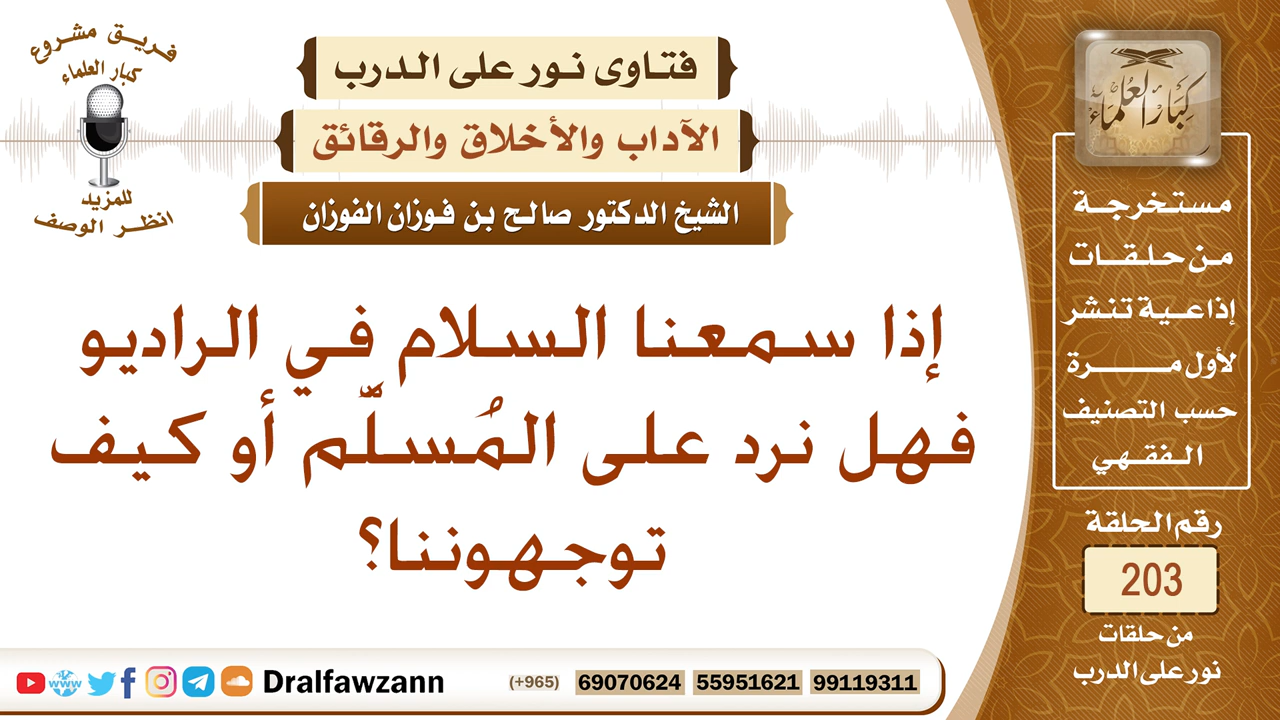 فريق مشروع
كبار العلماء
للمزيد
انظر الوصف
فتاوى نور على الدرب
الآداب والأخلاق والرقائق
الشيخ الدكتور صالح بن فوزان الفوزان
إذا سمعنا السلام في الراديو
فهل نرد على المُسلّم أو كيف
توجهوننا؟
كبار العُلماء
مستخرجة
من حلقات
إذاعية تنشر
لأول مرة
حسب التصنيف
الفقهي
رقم الحلقة
203
من حلقات
نور على الدرب
www Dralfawzann (+965) 69070624 55951621 99119311